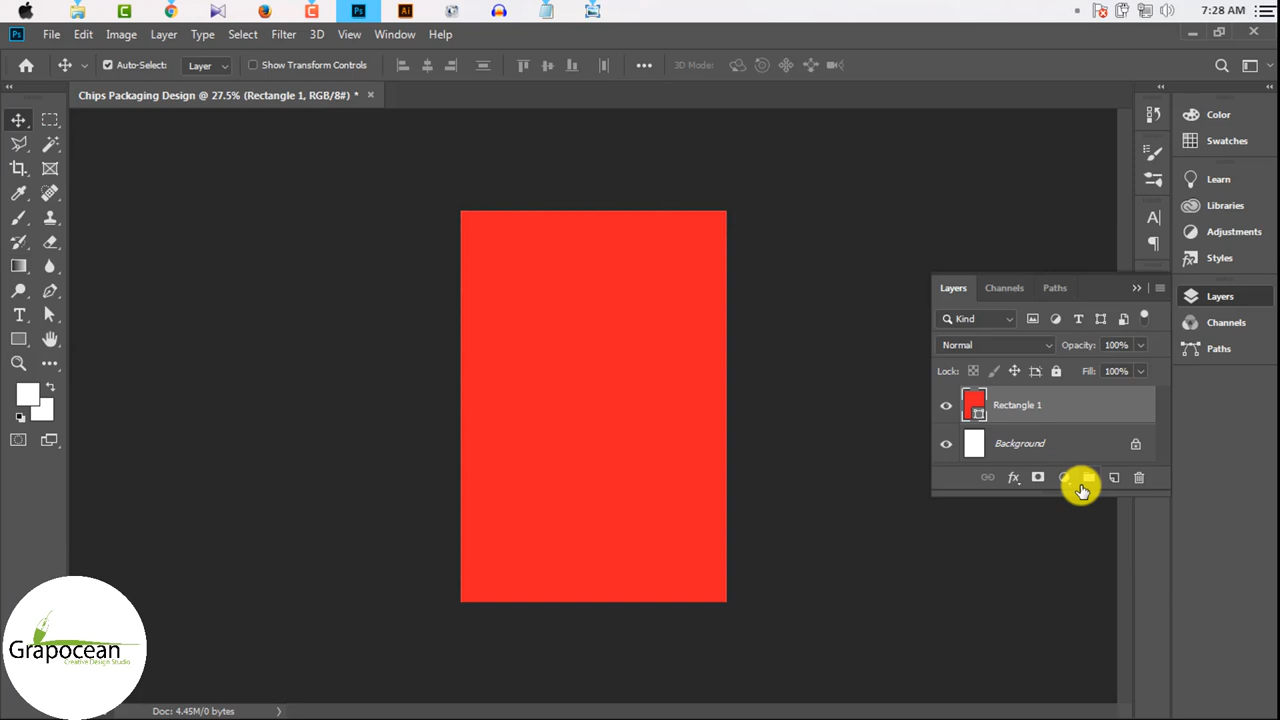 7:28 AM
Ps File Edit Image Layer Type Select Filter 3D View Window Help
Auto-Select: Layer Show Transform Controls 3D Mode:
Chips Packaging Design @ 27.5% (Rectangle 1, RGB/8#) *
Color
Swatches
Learn
Libraries
Adjustments
Styles
Layers
Channels
Paths
Layers Channels Paths
Kind
Normal Opacity: 100%
Lock: Fill: 100%
Rectangle 1
Background
fx
Grapocean
Creative Design Studio
Doc: 4.45M/0 bytes